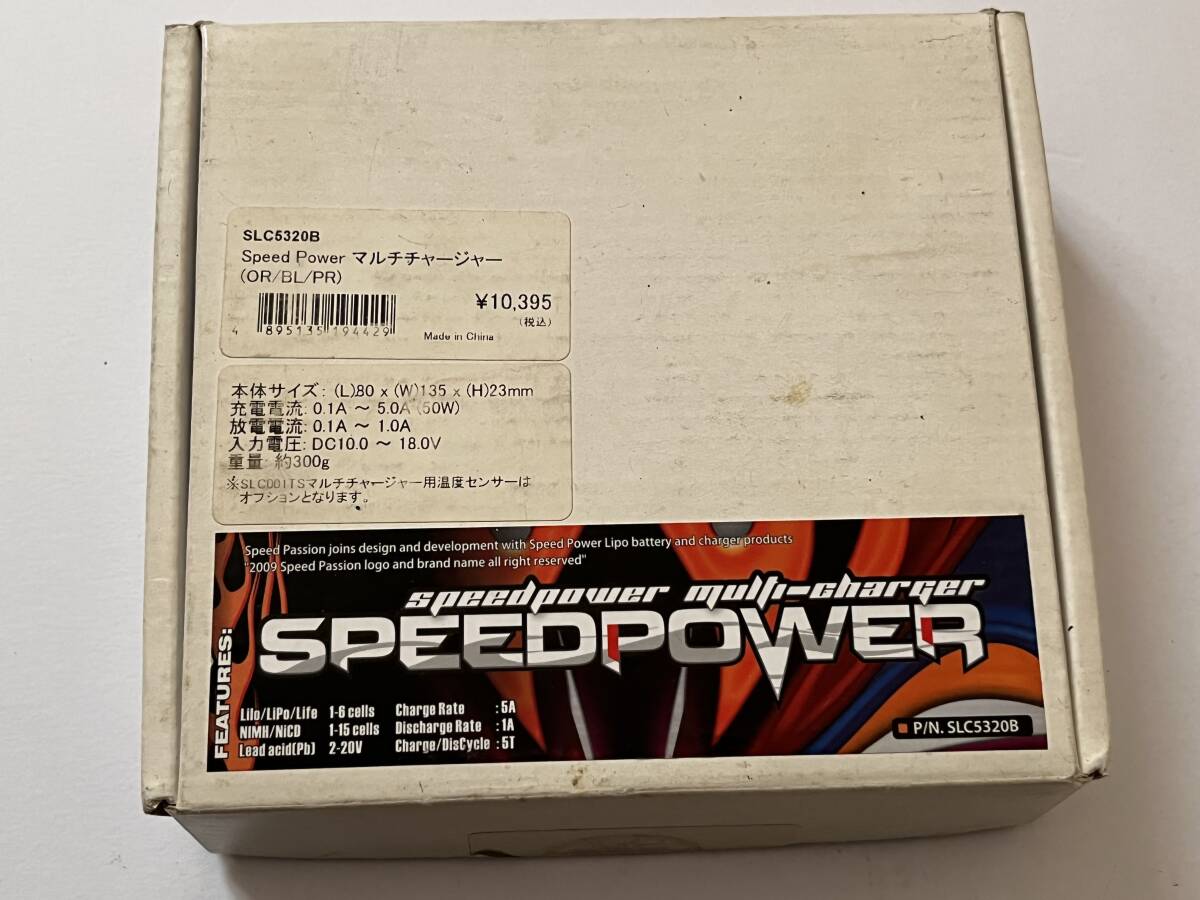 SLC5320B
Speed Power マルチチャージャー
(OR/BL/PR)
¥10,395
(税込)
4 895135 194429
Made in China
本体サイズ: (L)80 x (W)135 x (H)23mm
充電電流: 0.1A ～ 5.0A (50W)
放電電流: 0.1A ～ 1.0A
入力電圧: DC10.0 ～ 18.0V
重量: 約300g
※SLC001TSマルチチャージャー用温度センサーは
オプションとなります。
Speed Passion joins design and development with Speed Power Lipo battery and charger products
"2009 Speed Passion logo and brand name all right reserved"
speedpower multi-charger
SPEEDPOWER
FEATURES:
LiIo/LiPo/Life 1-6 cells Charge Rate :5A
NIMH/NiCD 1-15 cells Discharge Rate :1A
Lead acid(Pb) 2-20V Charge/DisCycle :5T
P/N. SLC5320B